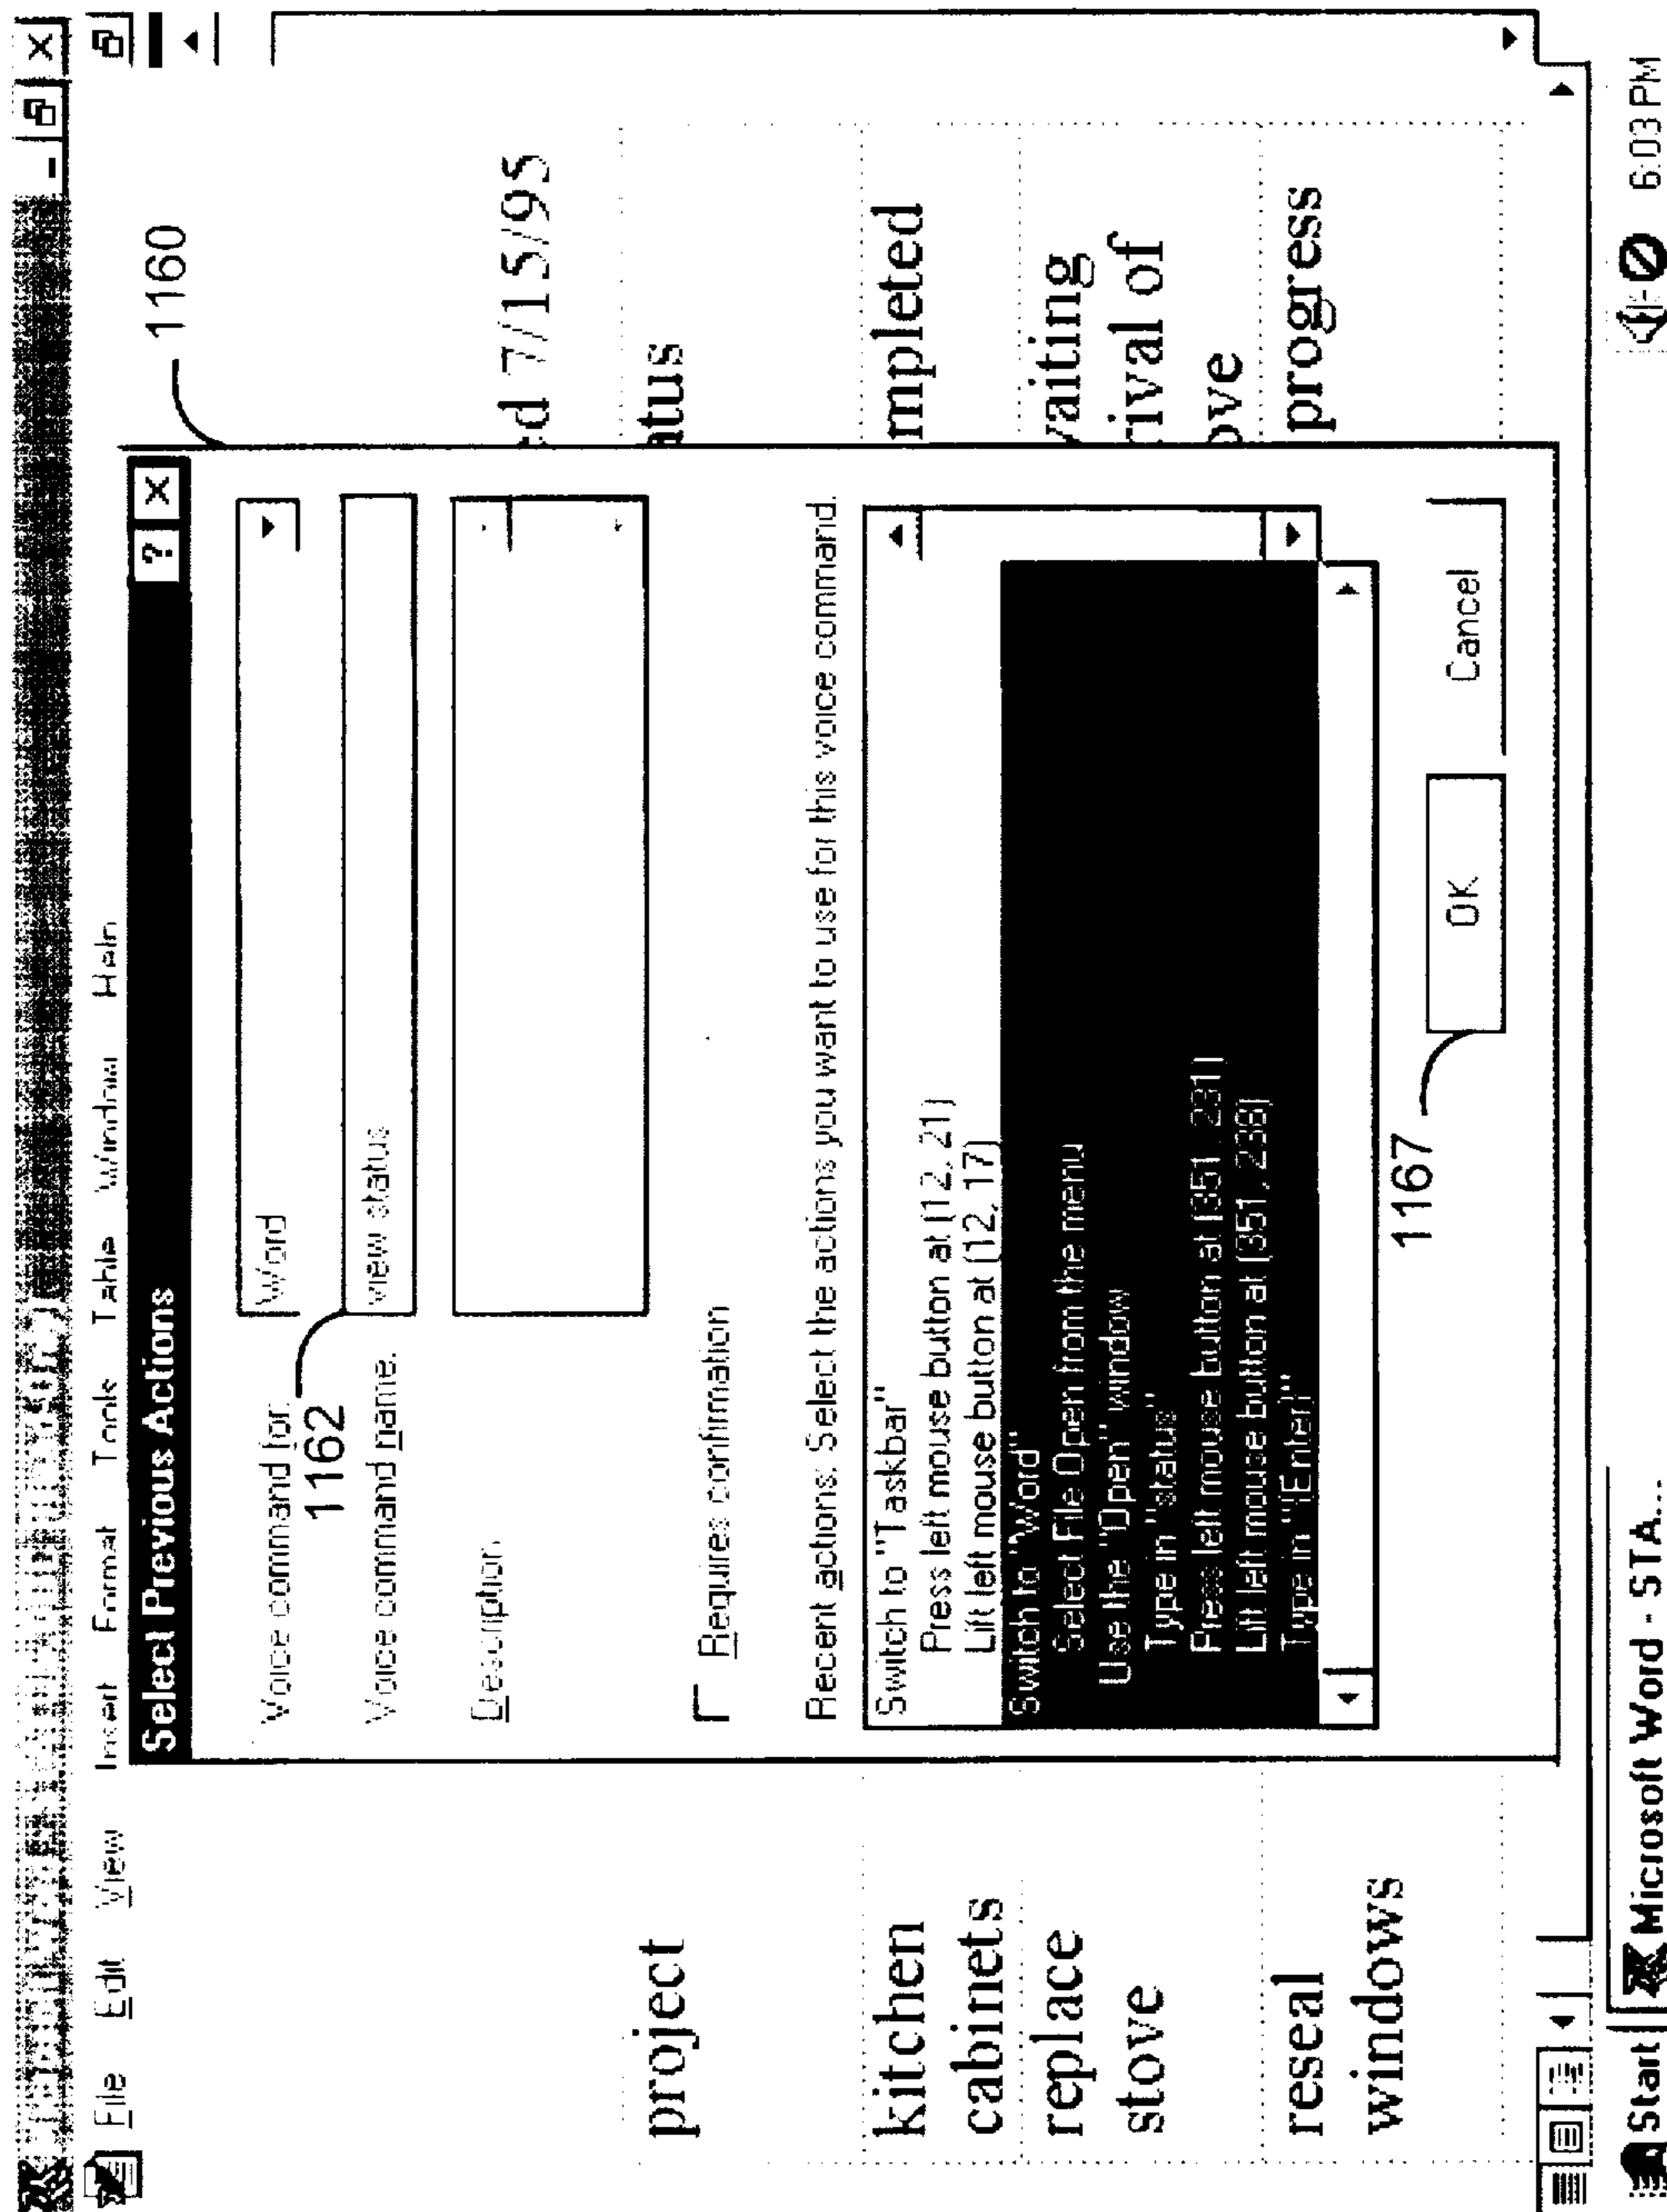 File Edit View Insert Format Tools Table Window Help
1160
Select Previous Actions
? X
Voice command for:
Word
1162
Voice command name:
view status
Description
Requires confirmation
Recent actions: Select the actions you want to use for this voice command.
Switch to "Taskbar"
Press left mouse button at (12, 21)
Lift left mouse button at (12, 17)
Switch to "Word"
Select File Open from the menu
Use the "Open" window
Type in "status"
Press left mouse button at (351, 231)
Lift left mouse button at (351, 238)
Type in "{Enter}"
1167
OK
Cancel
ed 7/15/95
project
atus
kitchen
cabinets
mpleted
replace
stove
vaiting
rival of
ove
reseal
windows
progress
Start
Microsoft Word - STA...
6:03 PM